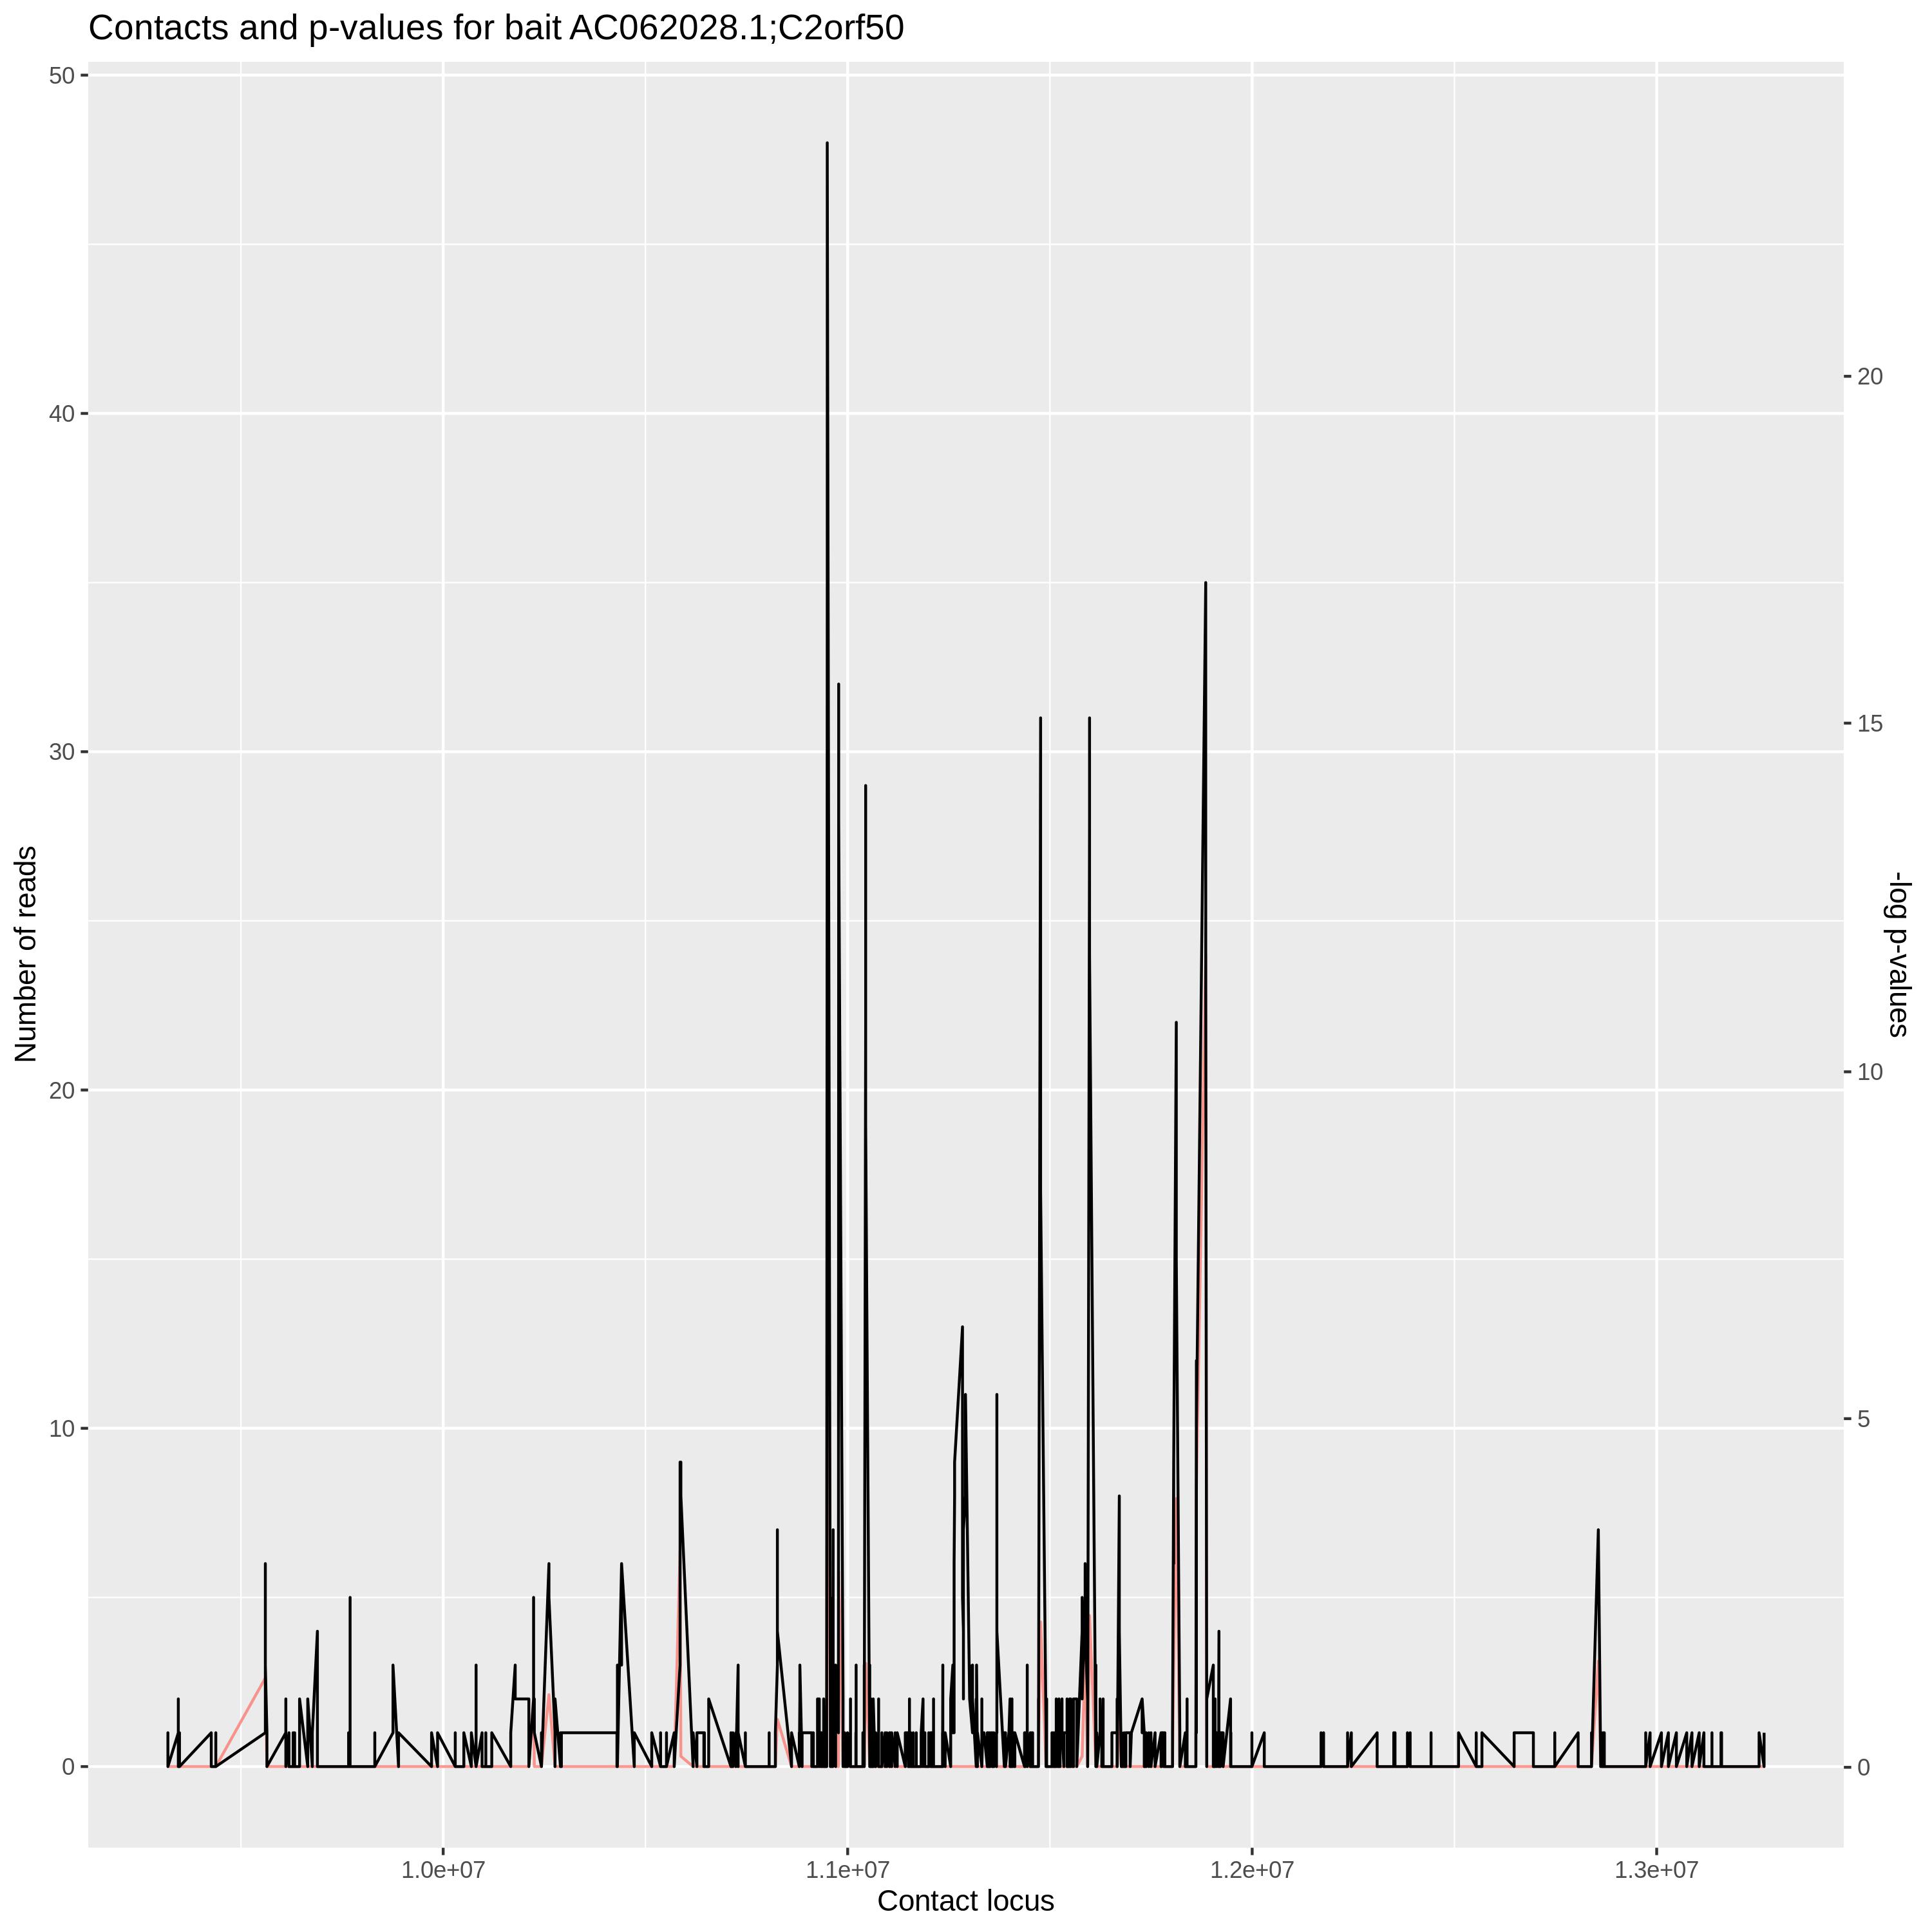 Contacts and p-values for bait AC062028.1;C2orf50
50
40
30
20
10
0
Number of reads
20
15
10
5
0
-log p-values
1.0e+07 1.1e+07 1.2e+07 1.3e+07
Contact locus